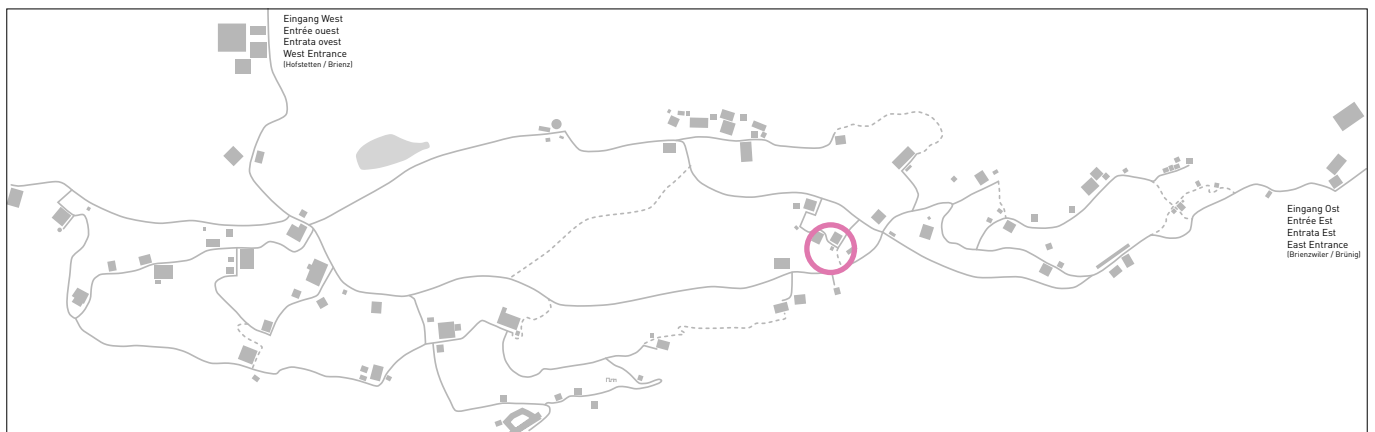 Eingang West
Entrée ouest
Entrata ovest
West Entrance
(Hofstetten / Brienz)
Eingang Ost
Entrée Est
Entrata Est
East Entrance
(Brienzwiler / Brünig)